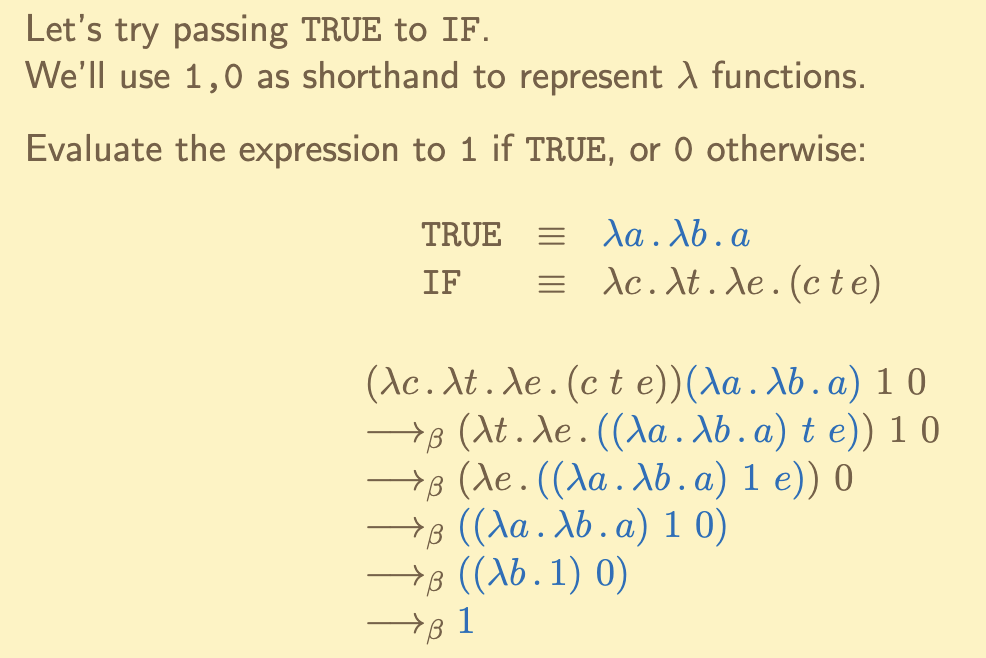 Let's try passing TRUE to IF.
We'll use 1,0 as shorthand to represent λ functions.
Evaluate the expression to 1 if TRUE, or 0 otherwise:
TRUE ≡ λa.λb.a
IF ≡ λc.λt.λe.(c t e)
(λc.λt.λe.(c t e))(λa.λb.a) 1 0
⟶β (λt.λe.((λa.λb.a) t e)) 1 0
⟶β (λe.((λa.λb.a) 1 e)) 0
⟶β ((λa.λb.a) 1 0)
⟶β ((λb.1) 0)
⟶β 1